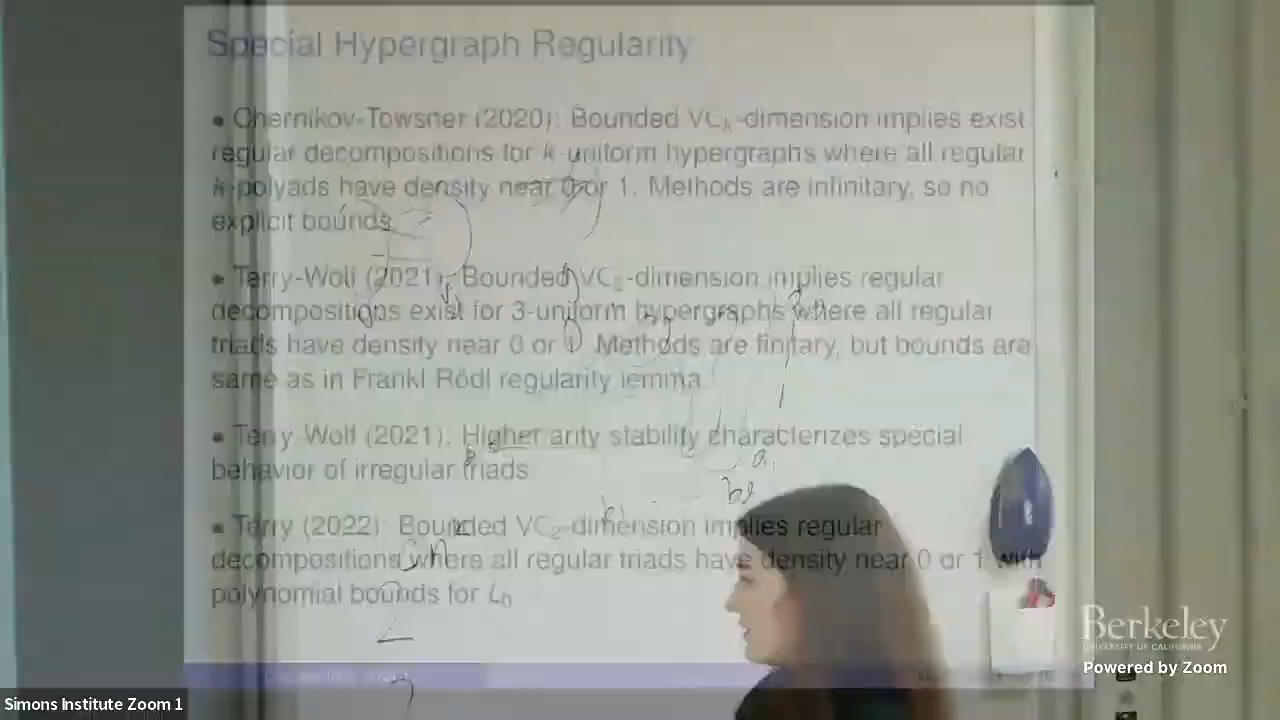 Special Hypergraph Regularity
• Chernikov-Towsner (2020): Bounded VCk-dimension implies exist
regular decompositions for k-uniform hypergraphs where all regular
k-polyads have density near 0 or 1. Methods are infinitary, so no
explicit bounds.
• Terry-Wolf (2021): Bounded VC2-dimension implies regular
decompositions exist for 3-uniform hypergraphs where all regular
triads have density near 0 or 1. Methods are finitary, but bounds are
same as in Frankl Rödl regularity lemma.
• Terry-Wolf (2021): Higher arity stability characterizes special
behavior of irregular triads
• Terry (2022): Bounded VC2-dimension implies regular
decompositions where all regular triads have density near 0 or 1 with
polynomial bounds for
Berkeley
UNIVERSITY OF CALIFORNIA
Powered by Zoom
Simons Institute Zoom 1